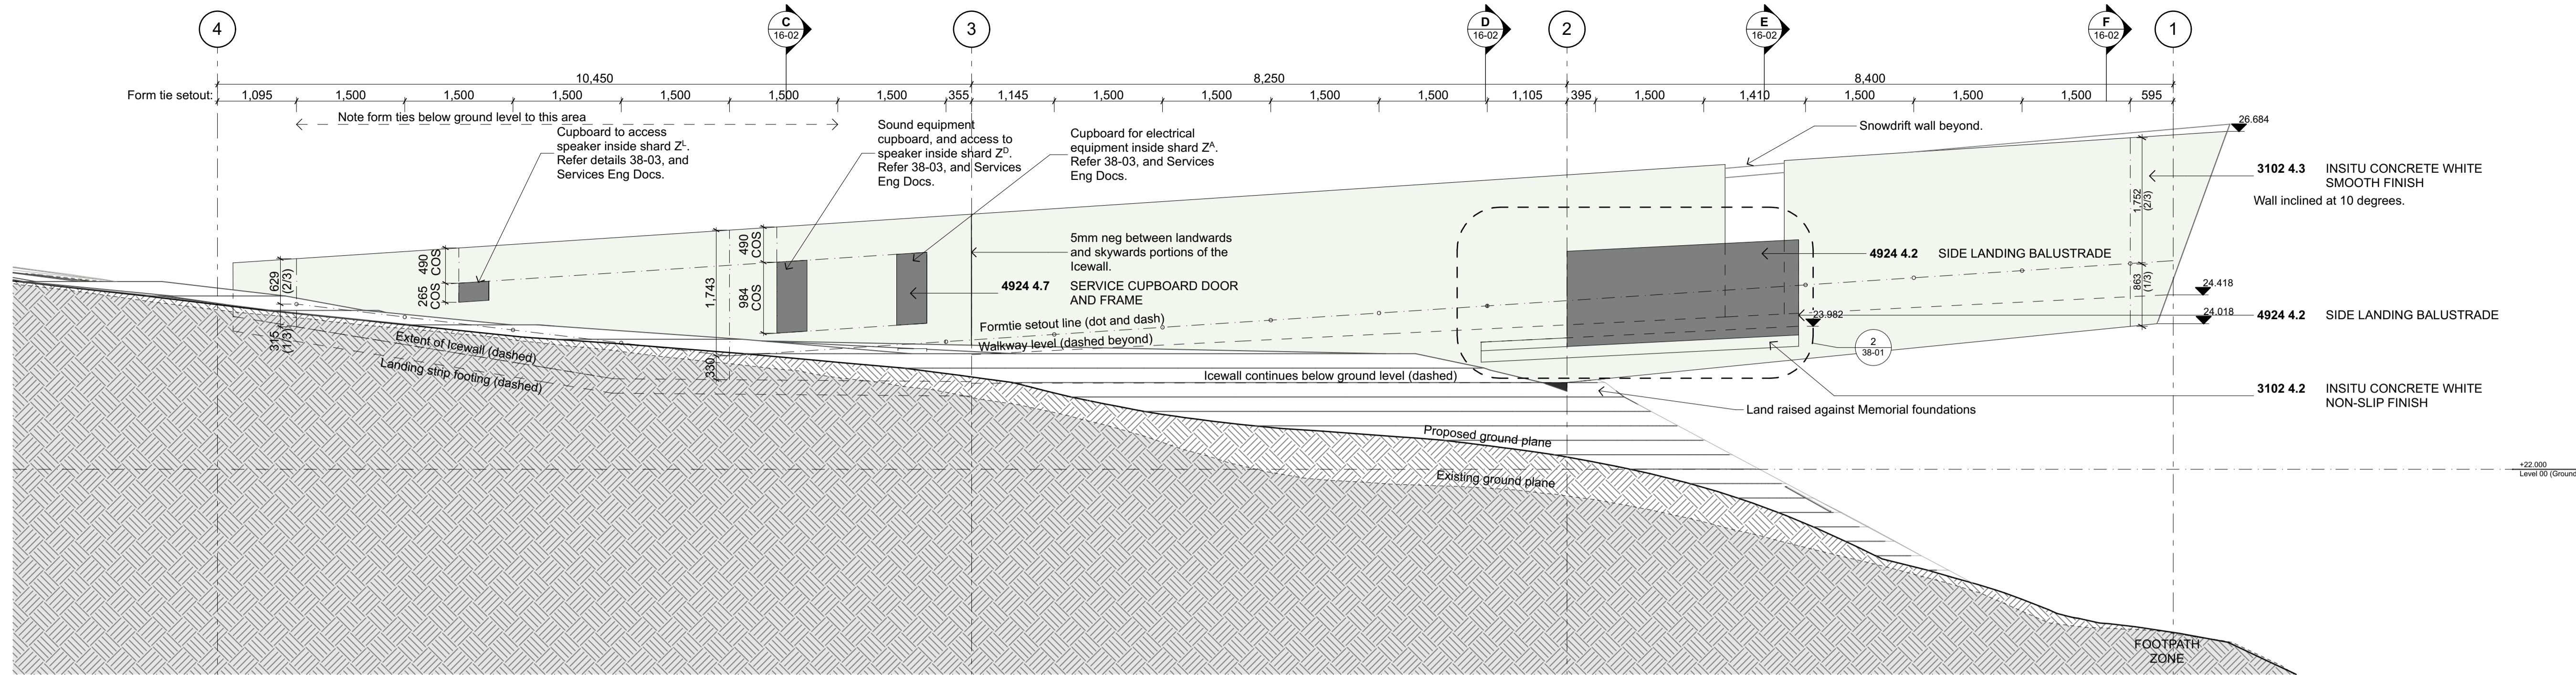 4
C
16-02
3
D
16-02
2
E
16-02
F
16-02
1
10,450
8,250
8,400
Form tie setout:
1,095
1,500
1,500
1,500
1,500
1,500
1,500
355
1,145
1,500
1,500
1,500
1,500
1,105
395
1,500
1,410
1,500
1,500
1,500
595
Note form ties below ground level to this area
Cupboard to access
speaker inside shard Zᴸ.
Refer details 38-03, and
Services Eng Docs.
Sound equipment
cupboard, and access to
speaker inside shard Zᴰ.
Refer 38-03, and Services
Eng Docs.
Cupboard for electrical
equipment inside shard Zᴬ.
Refer 38-03, and Services
Eng Docs.
Snowdrift wall beyond.
26.684
3102 4.3 INSITU CONCRETE WHITE
SMOOTH FINISH
Wall inclined at 10 degrees.
1,752
(2/3)
863
(1/3)
629
(2/3)
315
(1/3)
490
COS
265
COS
1,743
330
490
COS
984
COS
5mm neg between landwards
and skywards portions of the
Icewall.
4924 4.7 SERVICE CUPBOARD DOOR
AND FRAME
4924 4.2 SIDE LANDING BALUSTRADE
24.418
24.018
23.982
4924 4.2 SIDE LANDING BALUSTRADE
Formtie setout line (dot and dash)
Walkway level (dashed beyond)
Extent of Icewall (dashed)
Landing strip footing (dashed)
Icewall continues below ground level (dashed)
2
38-01
3102 4.2 INSITU CONCRETE WHITE
NON-SLIP FINISH
Land raised against Memorial foundations
Proposed ground plane
Existing ground plane
+22.000
Level 00 (Ground
FOOTPATH
ZONE